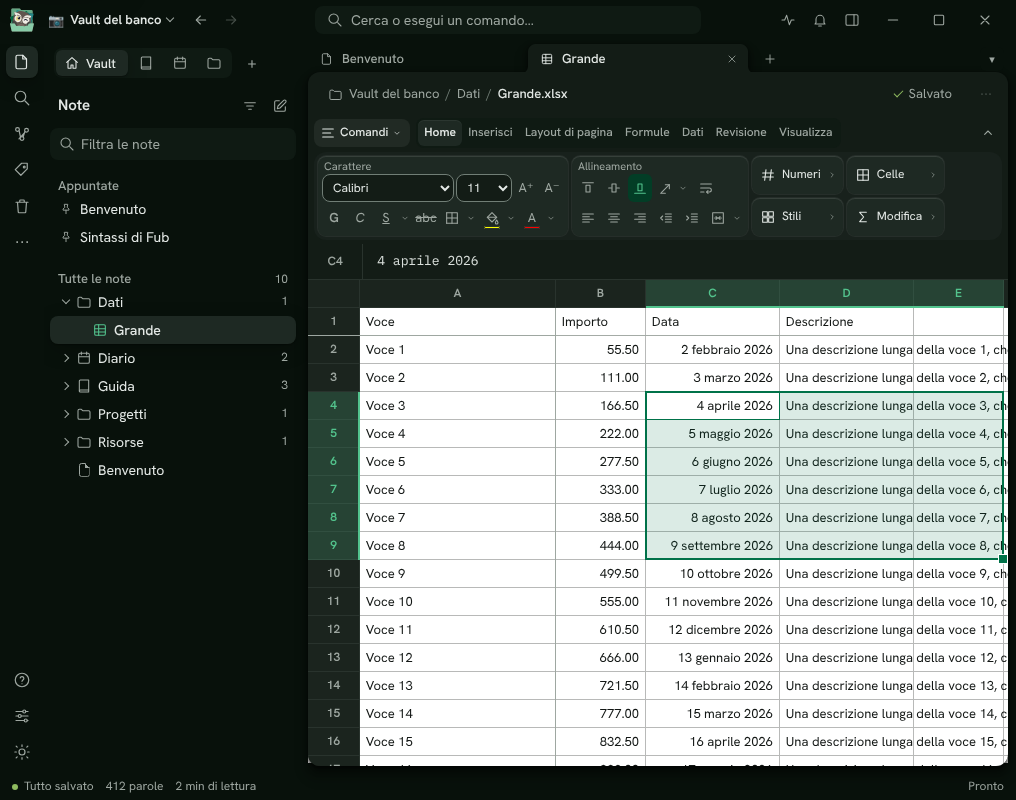 Vault del banco
Cerca o esegui un comando…
Vault
Benvenuto
Grande
Note
Filtra le note
Appuntate
Benvenuto
Sintassi di Fub
Tutte le note 10
Dati 1
Grande
Diario 2
Guida 3
Progetti 1
Risorse 1
Benvenuto
Vault del banco / Dati / Grande.xlsx
Salvato
Comandi
Home Inserisci Layout di pagina Formule Dati Revisione Visualizza
Carattere
Calibri 11 A+ A−
G C S abc A
Allineamento
Numeri
Celle
Stili
Modifica
C4 4 aprile 2026
A B C D E
1 Voce Importo Data Descrizione
2 Voce 1 55.50 2 febbraio 2026 Una descrizione lunga della voce 1, ch
3 Voce 2 111.00 3 marzo 2026 Una descrizione lunga della voce 2, ch
4 Voce 3 166.50 4 aprile 2026 Una descrizione lunga della voce 3, ch
5 Voce 4 222.00 5 maggio 2026 Una descrizione lunga della voce 4, ch
6 Voce 5 277.50 6 giugno 2026 Una descrizione lunga della voce 5, ch
7 Voce 6 333.00 7 luglio 2026 Una descrizione lunga della voce 6, ch
8 Voce 7 388.50 8 agosto 2026 Una descrizione lunga della voce 7, ch
9 Voce 8 444.00 9 settembre 2026 Una descrizione lunga della voce 8, ch
10 Voce 9 499.50 10 ottobre 2026 Una descrizione lunga della voce 9, ch
11 Voce 10 555.00 11 novembre 2026 Una descrizione lunga della voce 10, c
12 Voce 11 610.50 12 dicembre 2026 Una descrizione lunga della voce 11, c
13 Voce 12 666.00 13 gennaio 2026 Una descrizione lunga della voce 12, c
14 Voce 13 721.50 14 febbraio 2026 Una descrizione lunga della voce 13, c
15 Voce 14 777.00 15 marzo 2026 Una descrizione lunga della voce 14, c
16 Voce 15 832.50 16 aprile 2026 Una descrizione lunga della voce 15, c
Tutto salvato 412 parole 2 min di lettura
Pronto